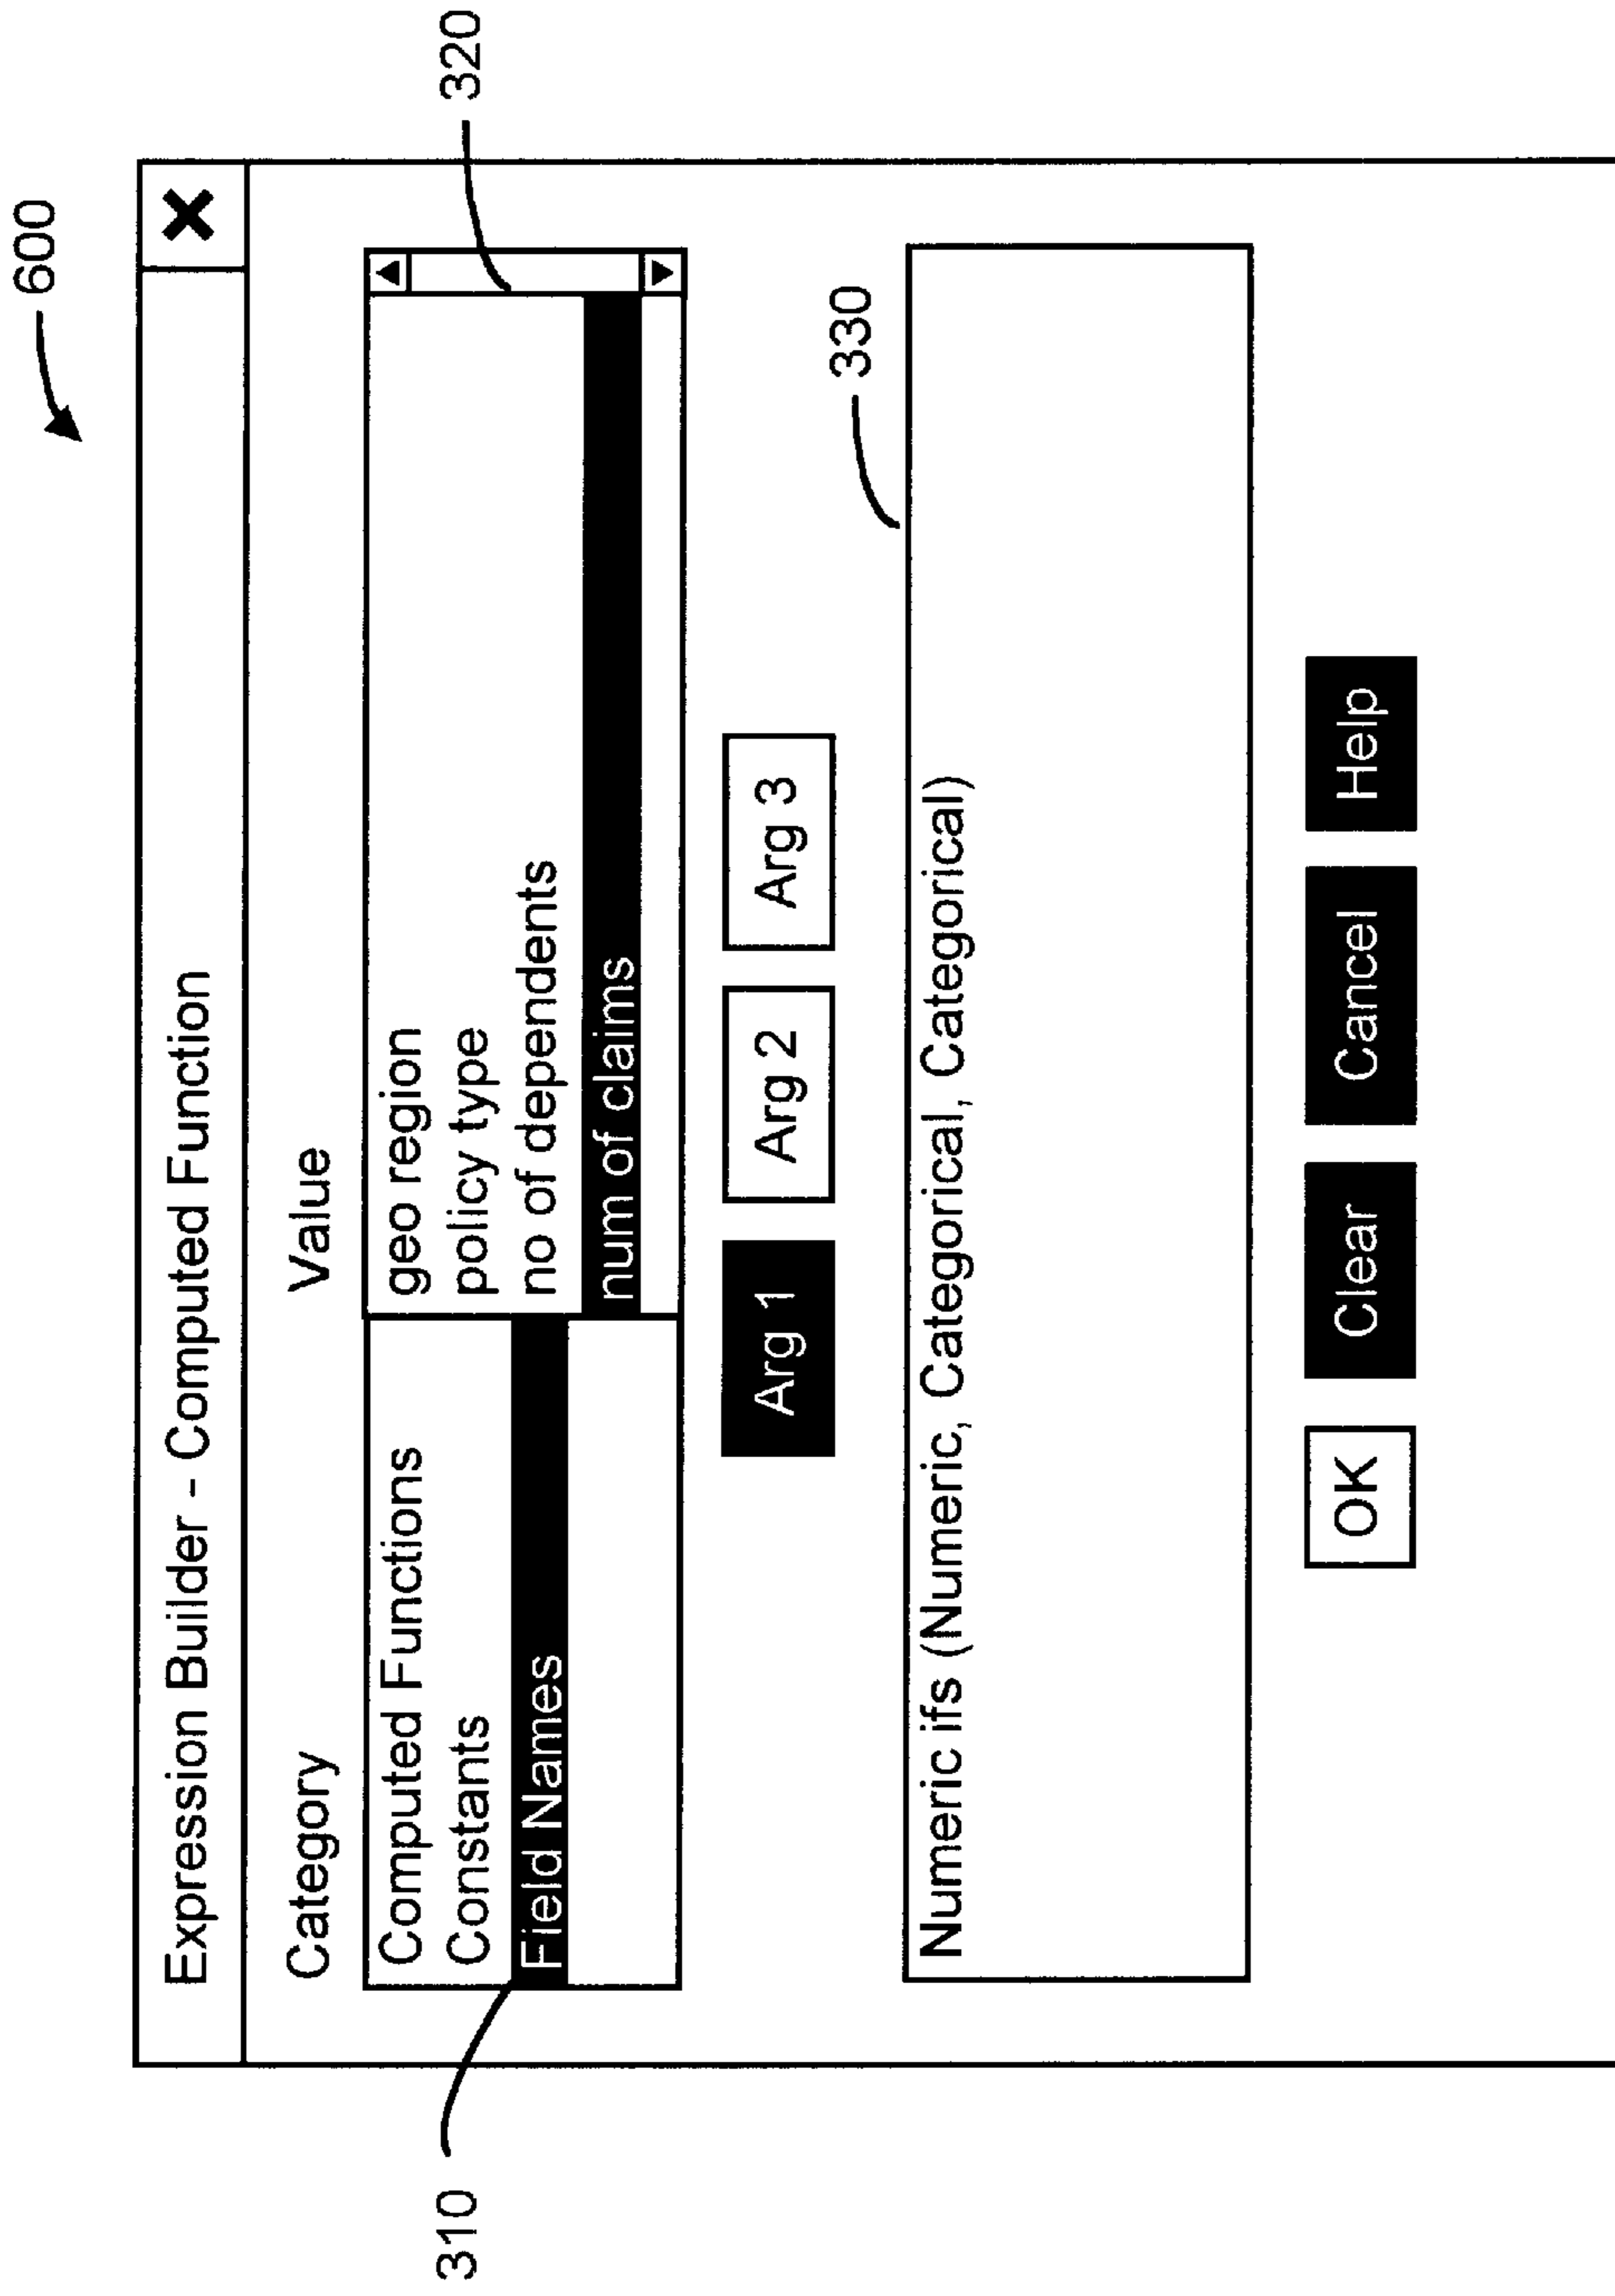 600
Expression Builder - Computed Function
Category
Value
Computed Functions
Constants
Field Names
geo region
policy type
no of dependents
num of claims
310
320
Arg 1
Arg 2
Arg 3
330
Numeric ifs (Numeric, Categorical, Categorical)
OK
Clear
Cancel
Help